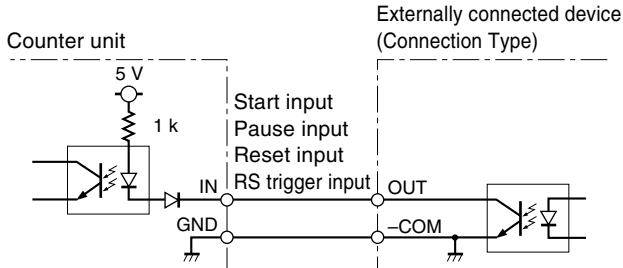 Externally connected device
(Connection Type)
Counter unit
5 V
1 k
Start input
Pause input
Reset input
RS trigger input
IN
OUT
GND
–COM